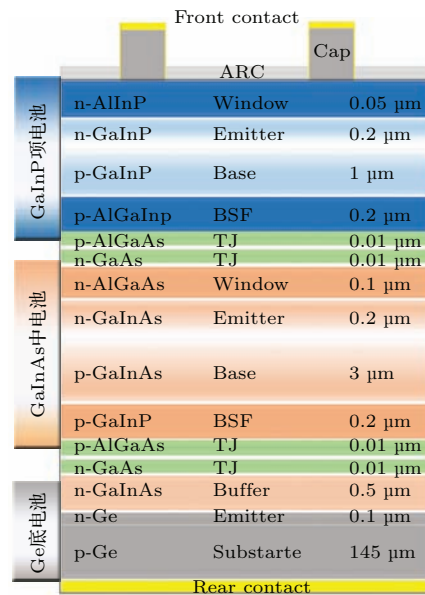 Front contact
Cap
ARC
n-AlInP Window 0.05 µm
n-GaInP Emitter 0.2 µm
p-GaInP Base 1 µm
p-AlGaInp BSF 0.2 µm
p-AlGaAs TJ 0.01 µm
n-GaAs TJ 0.01 µm
n-AlGaAs Window 0.1 µm
n-GaInAs Emitter 0.2 µm
p-GaInAs Base 3 µm
p-GaInP BSF 0.2 µm
p-AlGaAs TJ 0.01 µm
n-GaAs TJ 0.01 µm
n-GaInAs Buffer 0.5 µm
n-Ge Emitter 0.1 µm
p-Ge Substarte 145 µm
Rear contact
GaInP项电池
GaInAs中电池
Ge底电池